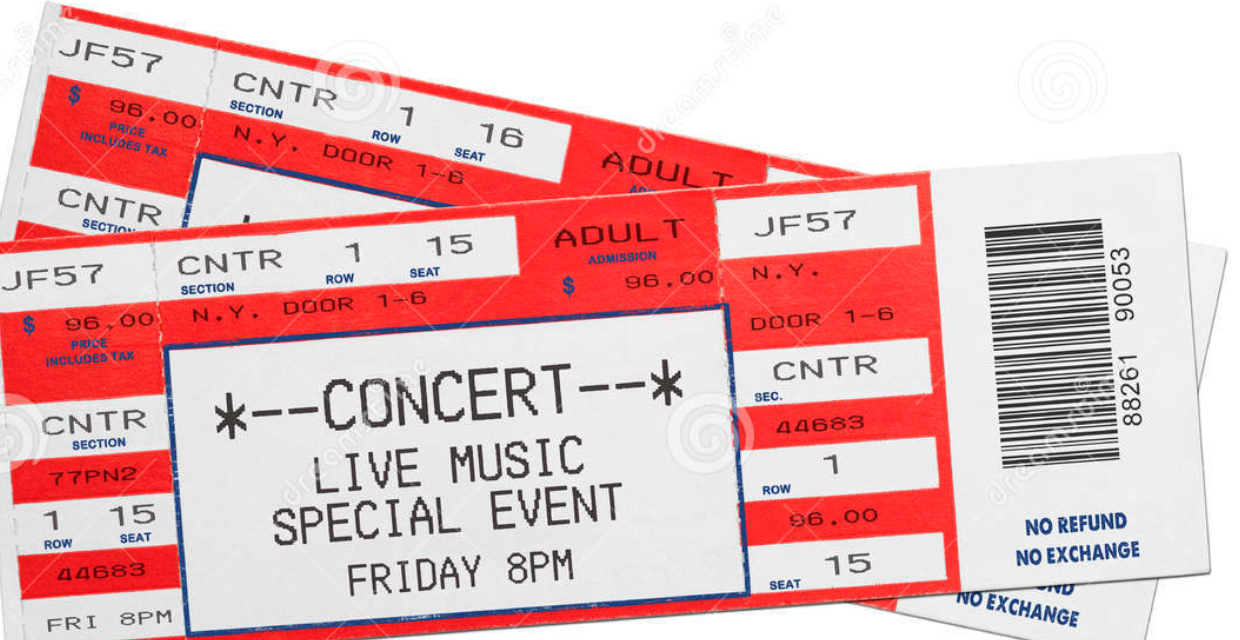 JF57
$ 96.00
PRICE
INCLUDES TAX
CNTR
SECTION
CNTR 1 16
SECTION ROW SEAT
N.Y. DOOR 1-6
ADULT
JF57
$ 96.00
PRICE
INCLUDES TAX
CNTR
SECTION
77PN2
1 15
ROW SEAT
44683
FRI 8PM
CNTR 1 15
SECTION ROW SEAT
N.Y. DOOR 1-6
ADULT
ADMISSION
$ 96.00
*--CONCERT--*
LIVE MUSIC
SPECIAL EVENT
FRIDAY 8PM
JF57
N.Y.
DOOR 1-6
CNTR
SEC.
44683
1
ROW
96.00
15
SEAT
88261 90053
NO REFUND
NO EXCHANGE
NO EXCHANGE
dreamstime